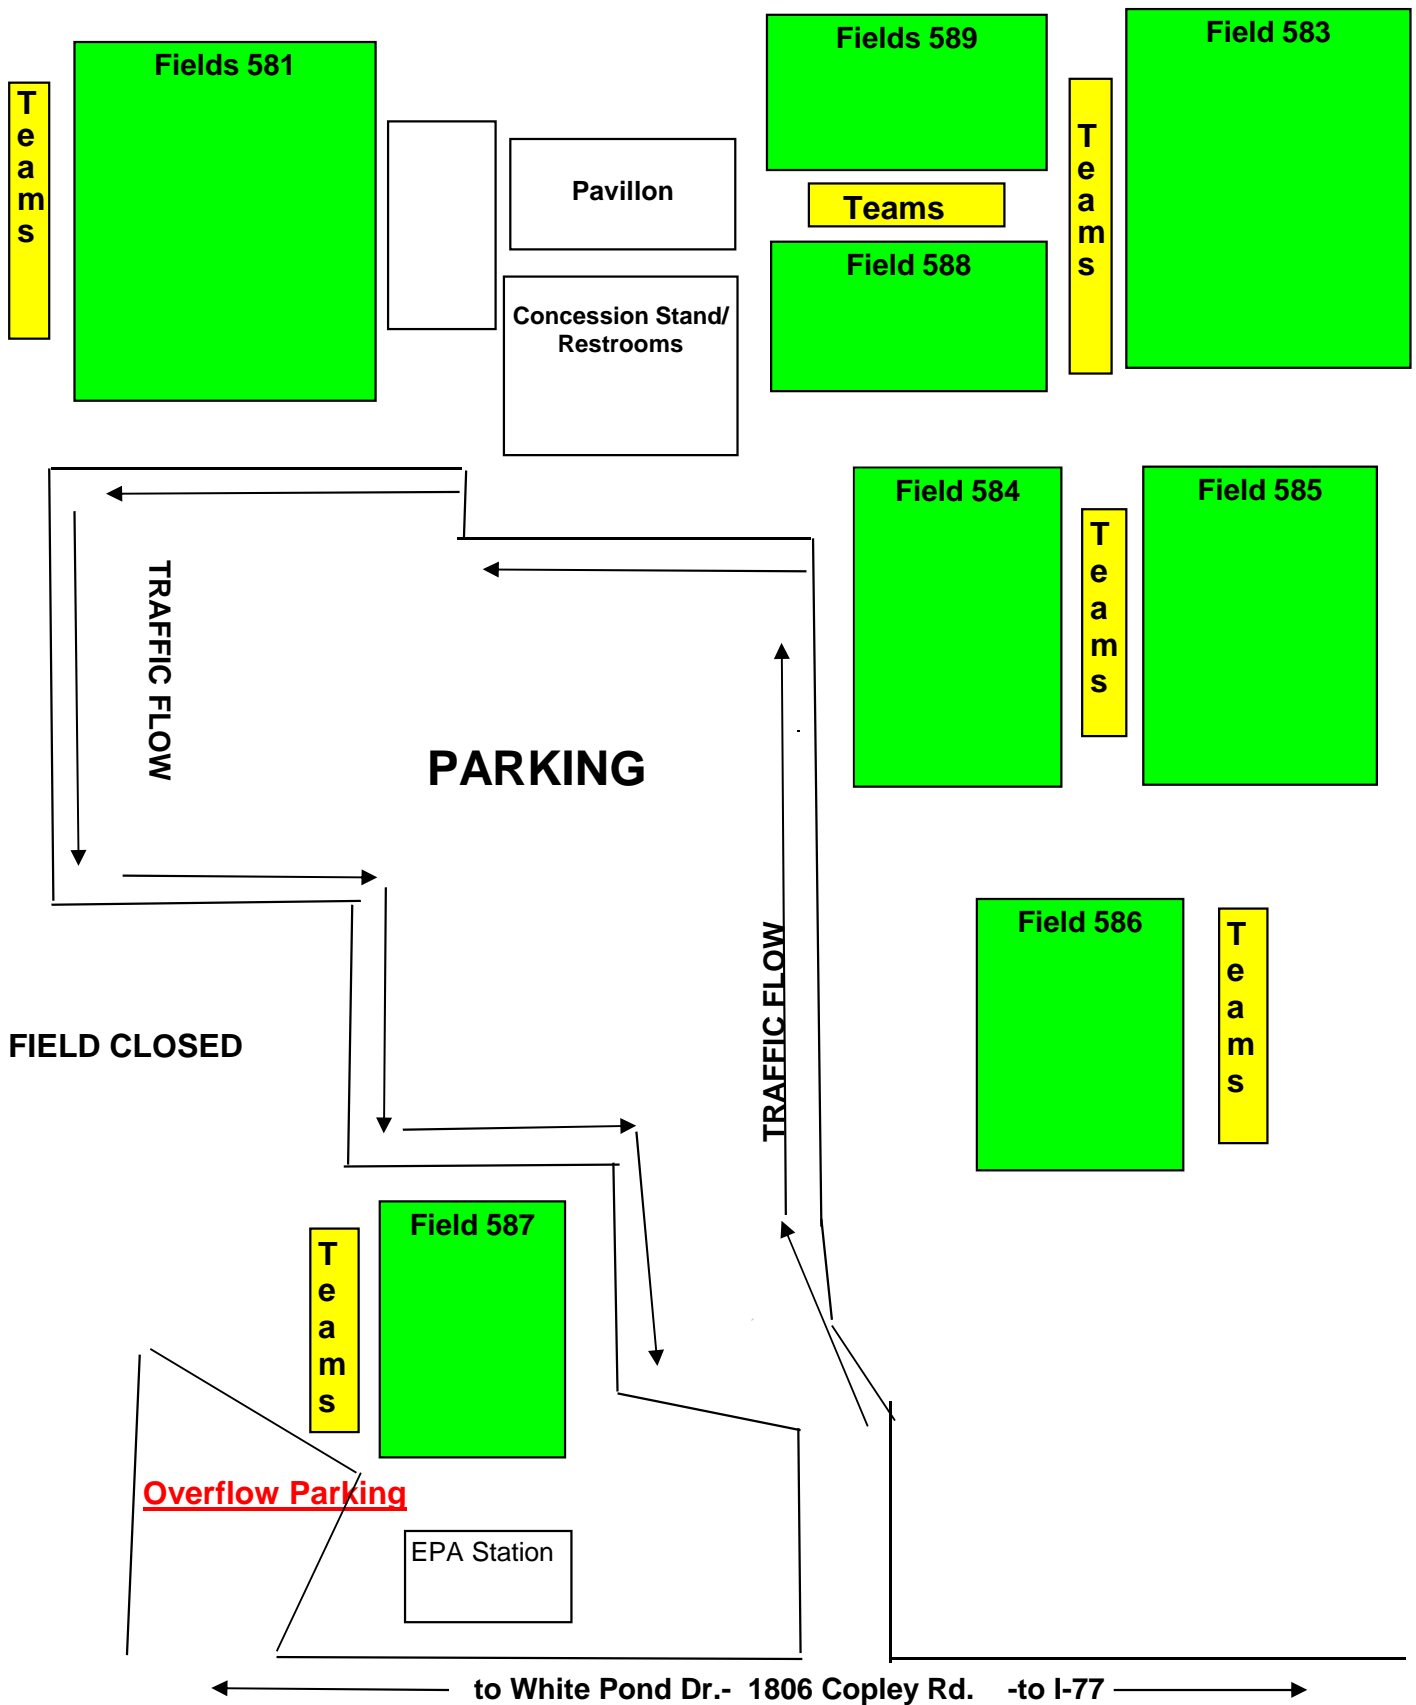 Fields 581
Fields 589
Field 583
Teams
Teams
Pavillon
Teams
Field 588
Concession Stand/
Restrooms
Field 584
Field 585
Teams
TRAFFIC FLOW
PARKING
Field 586
Teams
TRAFFIC FLOW
FIELD CLOSED
Field 587
Teams
Overflow Parking
EPA Station
to White Pond Dr.- 1806 Copley Rd. -to I-77